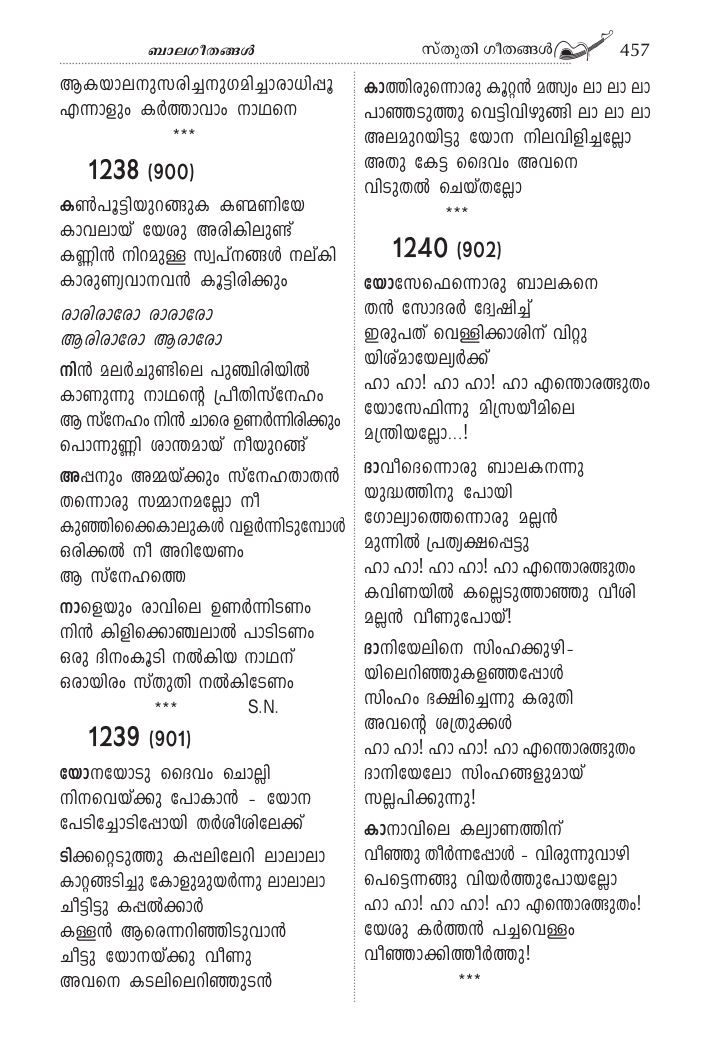 ബാലഗീതങ്ങൾ
സ്തുതി ഗീതങ്ങൾ 457
ആകയാലനുസരിച്ചനുഗമിച്ചാരാധിപ്പൂ
എന്നാളും കർത്താവാം നാഥനെ
***
1238 (900)
കൺപൂട്ടിയുറങ്ങുക കണ്മണിയേ
കാവലായ് യേശു അരികിലുണ്ട്
കണ്ണിൻ നിറമുള്ള സ്വപ്നങ്ങൾ നല്കി
കാരുണ്യവാനവൻ കൂട്ടിരിക്കും
രാരിരാരോ രാരാരോ
ആരിരാരോ ആരാരോ
നിൻ മലർചുണ്ടിലെ പുഞ്ചിരിയിൽ
കാണുന്നു നാഥന്റെ പ്രീതിസ്നേഹം
ആ സ്നേഹം നിൻ ചാരെ ഉണർന്നിരിക്കും
പൊന്നുണ്ണി ശാന്തമായ് നീയുറങ്ങ്
അപ്പനും അമ്മയ്ക്കും സ്നേഹതാതൻ
തന്നൊരു സമ്മാനമല്ലോ നീ
കുഞ്ഞിക്കൈകാലുകൾ വളർന്നിടുമ്പോൾ
ഒരിക്കൽ നീ അറിയേണം
ആ സ്നേഹത്തെ
നാളെയും രാവിലെ ഉണർന്നിടണം
നിൻ കിളിക്കൊഞ്ചലാൽ പാടിടണം
ഒരു ദിനംകൂടി നൽകിയ നാഥന്
ഒരായിരം സ്തുതി നൽകിടേണം
*** S.N.
1239 (901)
യോനയോടു ദൈവം ചൊല്ലി
നിനവെയ്ക്കു പോകാൻ - യോന
പേടിച്ചോടിപ്പോയി തർശീശിലേക്ക്
ടിക്കറ്റെടുത്തു കപ്പലിലേറി ലാലാലാ
കാറ്റങ്ങടിച്ചു കോളുമുയർന്നു ലാലാലാ
ചീട്ടിട്ടു കപ്പൽക്കാർ
കള്ളൻ ആരെന്നറിഞ്ഞിടുവാൻ
ചീട്ടു യോനയ്ക്കു വീണു
അവനെ കടലിലെറിഞ്ഞുടൻ
കാത്തിരുന്നൊരു കൂറ്റൻ മത്സ്യം ലാ ലാ ലാ
പാഞ്ഞടുത്തു വെട്ടിവിഴുങ്ങി ലാ ലാ ലാ
അലമുറയിട്ടു യോന നിലവിളിച്ചല്ലോ
അതു കേട്ട ദൈവം അവനെ
വിടുതൽ ചെയ്തല്ലോ
***
1240 (902)
യോസേഫെന്നൊരു ബാലകനെ
തൻ സോദരർ ദ്വേഷിച്ച്
ഇരുപത് വെള്ളിക്കാശിന് വിറ്റു
യിശ്മായേല്യർക്ക്
ഹാ ഹാ! ഹാ ഹാ! ഹാ എന്തൊരത്ഭുതം
യോസേഫിന്നു മിസ്രയീമിലെ
മന്ത്രിയല്ലോ...!
ദാവീദെന്നൊരു ബാലകനന്നു
യുദ്ധത്തിനു പോയി
ഗോല്യാത്തെന്നൊരു മല്ലൻ
മുന്നിൽ പ്രത്യക്ഷപ്പെട്ടു
ഹാ ഹാ! ഹാ ഹാ! ഹാ എന്തൊരത്ഭുതം
കവിണയിൽ കല്ലെടുത്താഞ്ഞു വീശി
മല്ലൻ വീണുപോയ്!
ദാനിയേലിനെ സിംഹക്കുഴി-
യിലെറിഞ്ഞുകളഞ്ഞപ്പോൾ
സിംഹം ഭക്ഷിച്ചെന്നു കരുതി
അവന്റെ ശത്രുക്കൾ
ഹാ ഹാ! ഹാ ഹാ! ഹാ എന്തൊരത്ഭുതം
ദാനിയേലോ സിംഹങ്ങളുമായ്
സല്ലപിക്കുന്നു!
കാനാവിലെ കല്യാണത്തിന്
വീഞ്ഞു തീർന്നപ്പോൾ - വിരുന്നുവാഴി
പെട്ടെന്നങ്ങു വിയർത്തുപോയല്ലോ
ഹാ ഹാ! ഹാ ഹാ! ഹാ എന്തൊരത്ഭുതം!
യേശു കർത്തൻ പച്ചവെള്ളം
വീഞ്ഞാക്കിത്തീർത്തു!
***